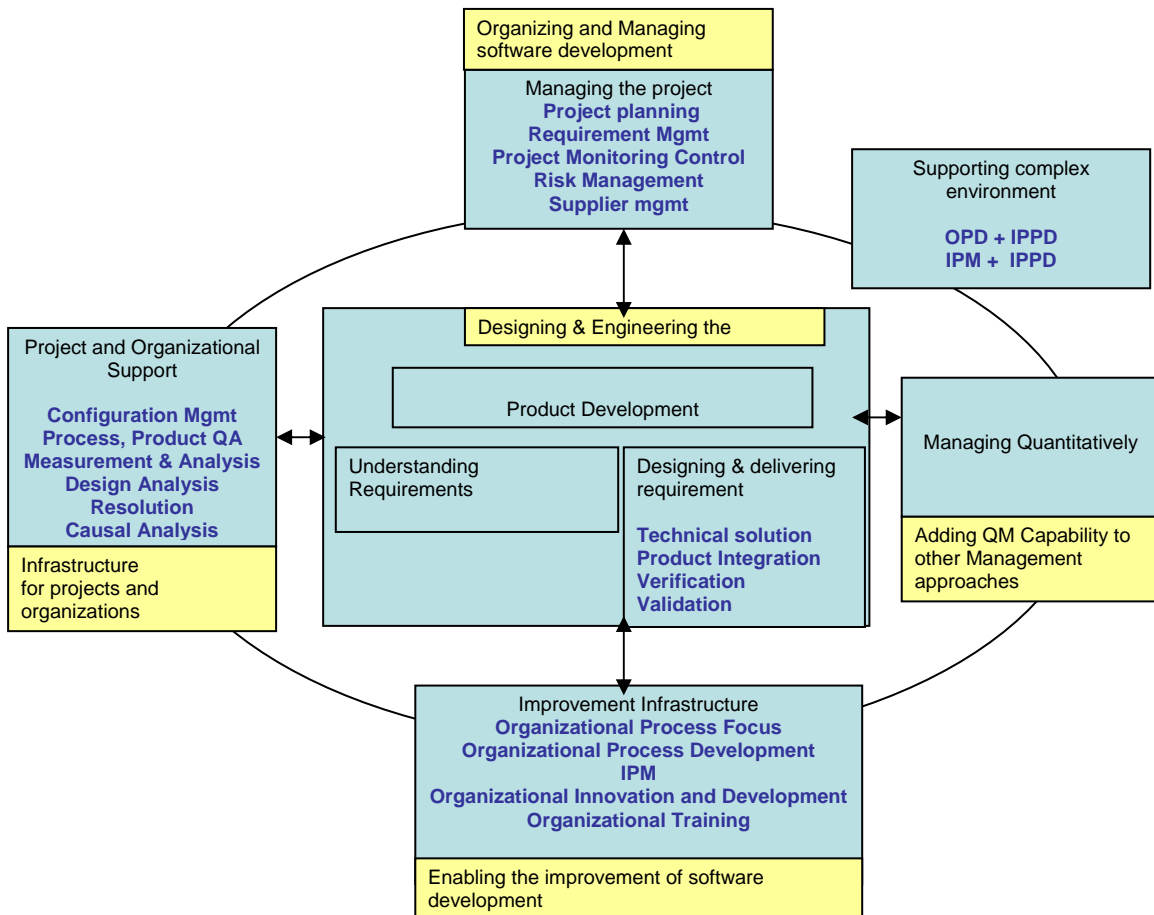 Organizing and Managing
software development
Managing the project
Project planning
Requirement Mgmt
Project Monitoring Control
Risk Management
Supplier mgmt
Supporting complex
environment
OPD + IPPD
IPM + IPPD
Designing & Engineering the
Product Development
Understanding
Requirements
Designing & delivering
requirement
Technical solution
Product Integration
Verification
Validation
Project and Organizational
Support
Configuration Mgmt
Process, Product QA
Measurement & Analysis
Design Analysis
Resolution
Causal Analysis
Infrastructure
for projects and
organizations
Managing Quantitatively
Adding QM Capability to
other Management
approaches
Improvement Infrastructure
Organizational Process Focus
Organizational Process Development
IPM
Organizational Innovation and Development
Organizational Training
Enabling the improvement of software
development